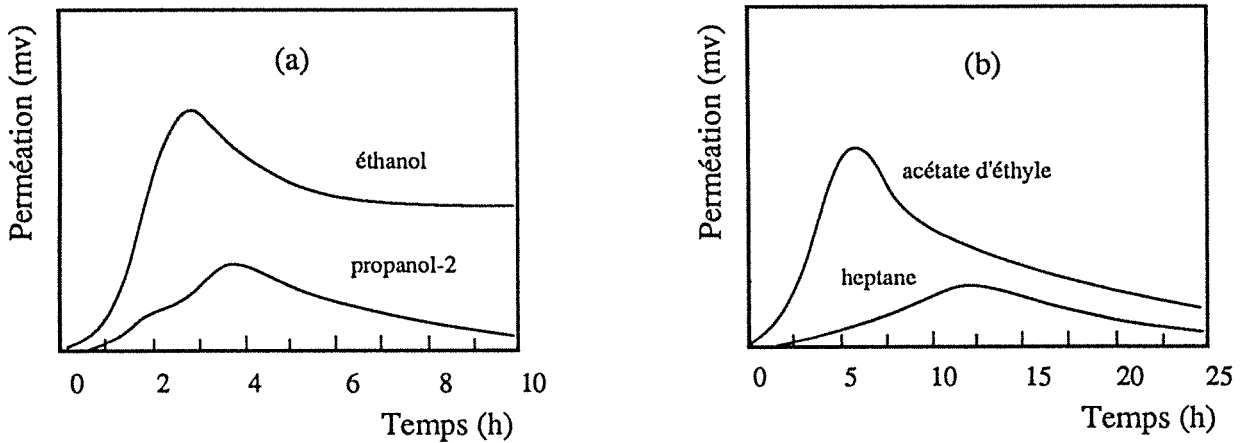 Perméation (mv)
(a)
éthanol
propanol-2
0 2 4 6 8 10
Temps (h)
Perméation (mv)
(b)
acétate d'éthyle
heptane
0 5 10 15 20 25
Temps (h)